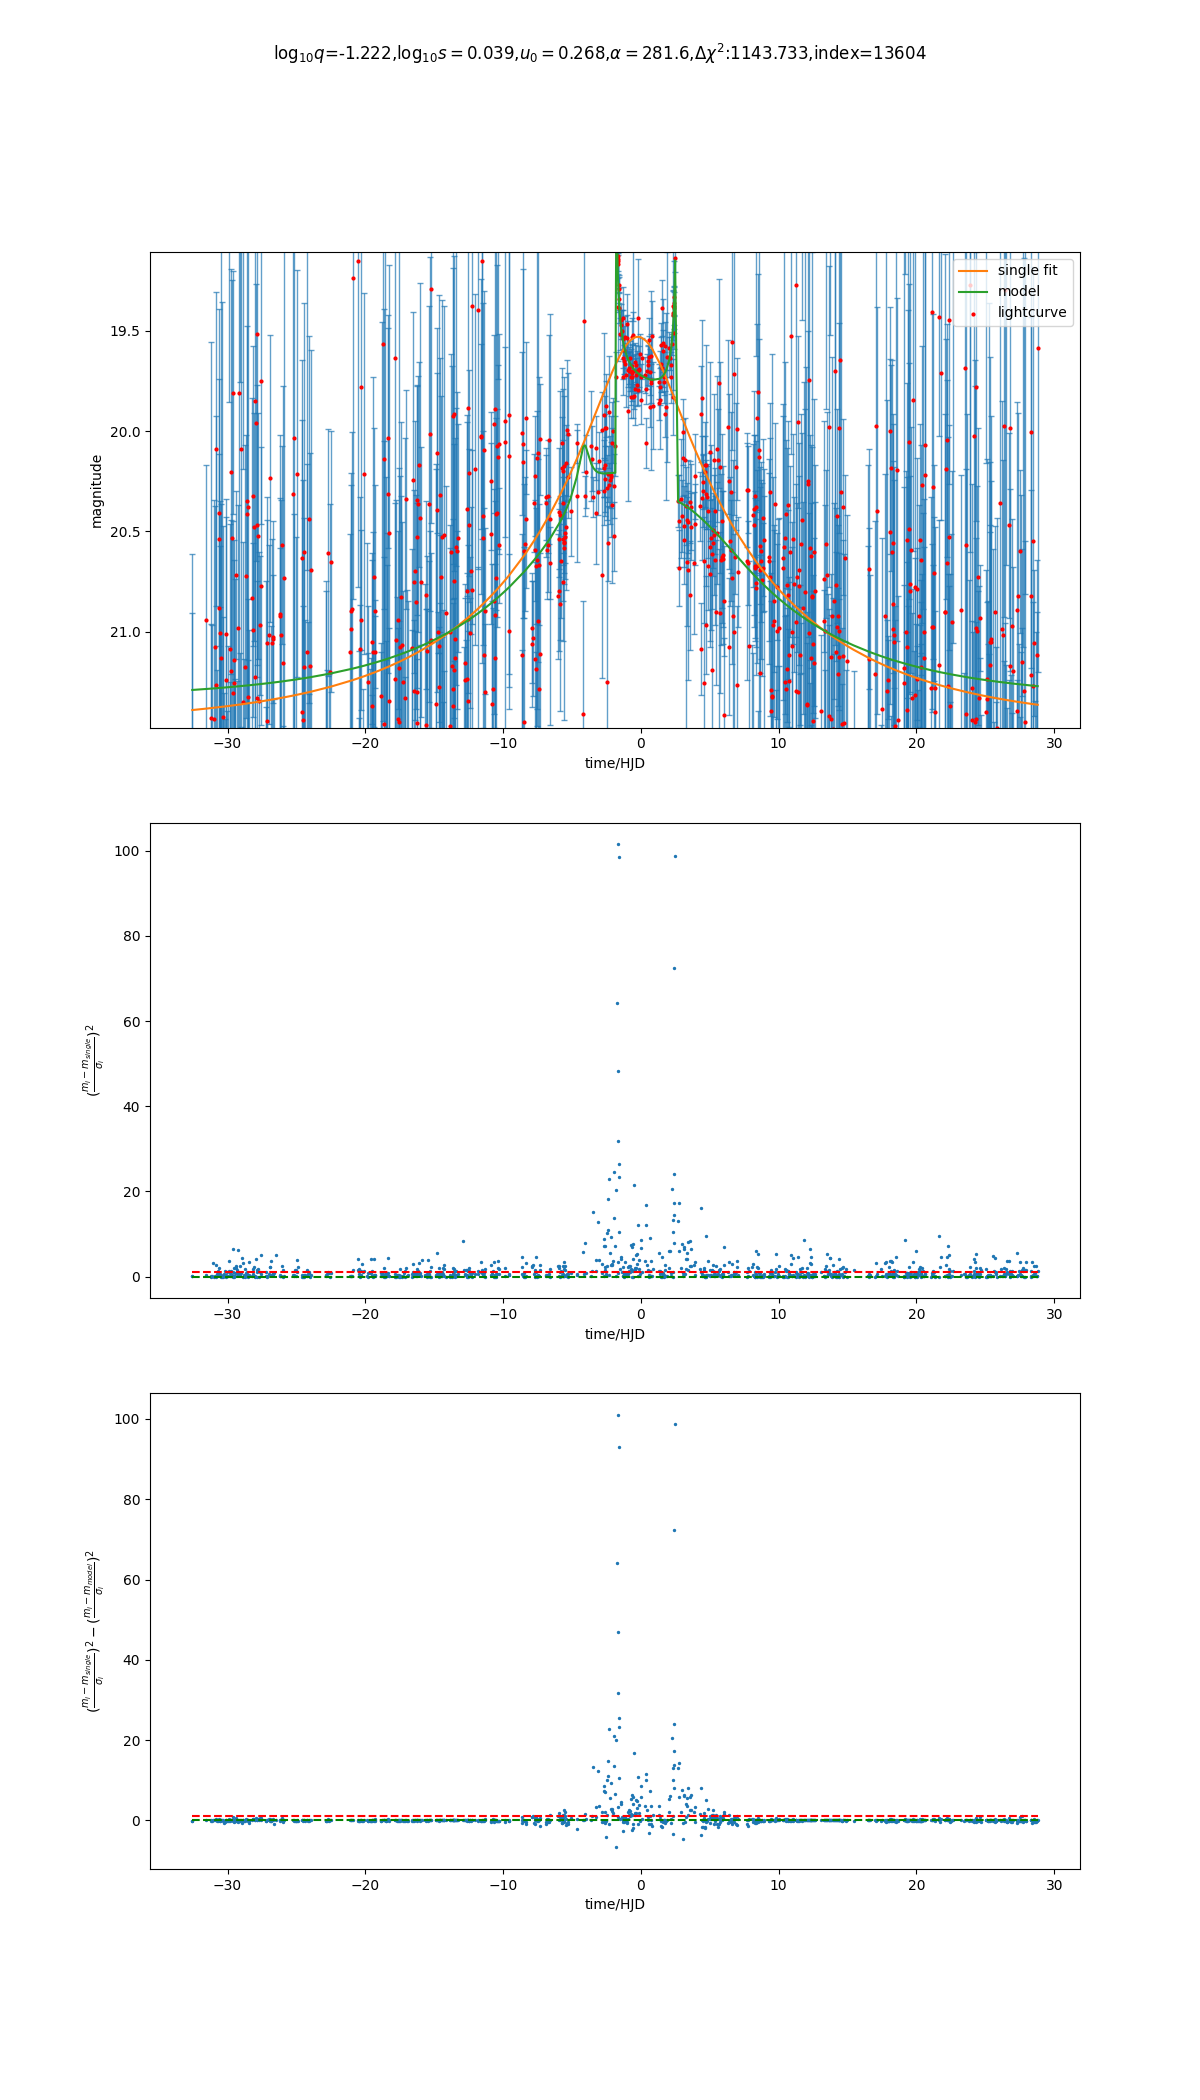 log₁₀q=-1.222,log₁₀s = 0.039,u₀ = 0.268,α = 281.6,Δχ²:1143.733,index=13604
single fit
model
lightcurve
magnitude
19.5
20.0
20.5
21.0
−30 −20 −10 0 10 20 30
time/HJD
((mᵢ − m_single)/σᵢ)²
100
80
60
40
20
0
−30 −20 −10 0 10 20 30
time/HJD
((mᵢ − m_single)/σᵢ)² − ((mᵢ − m_model)/σᵢ)²
100
80
60
40
20
0
−30 −20 −10 0 10 20 30
time/HJD